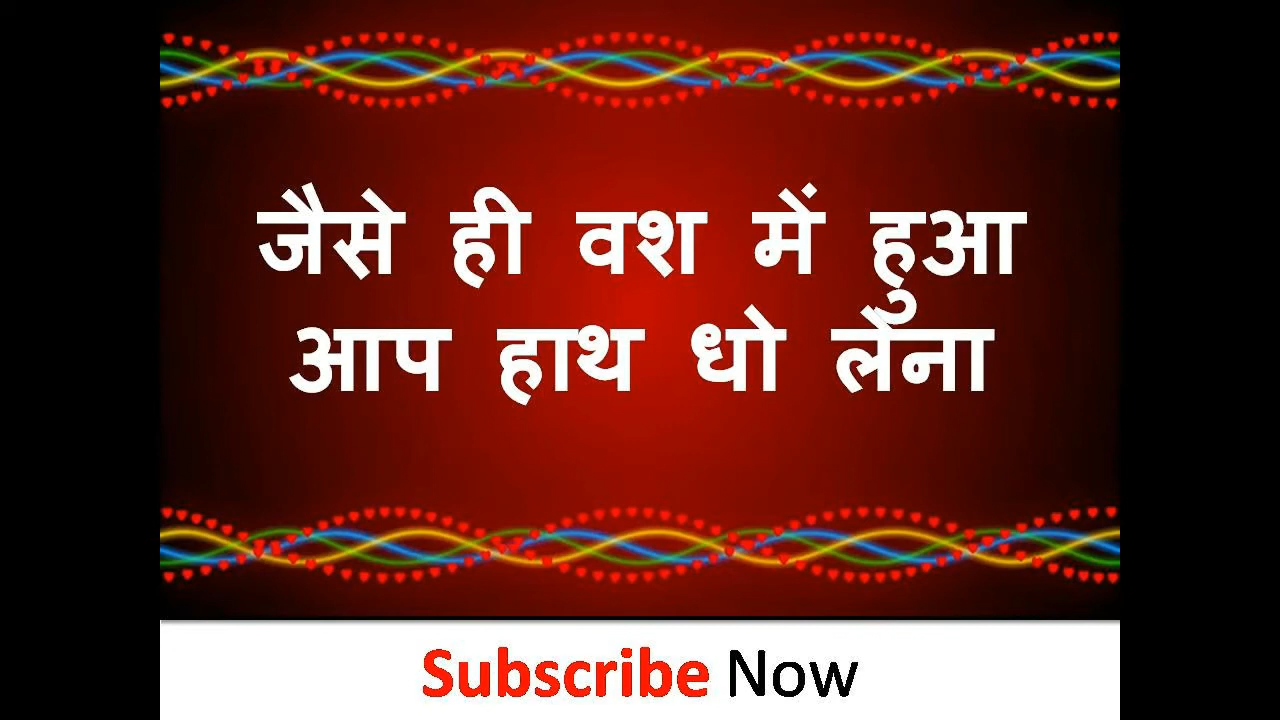 जैसे ही वश में हुआ
आप हाथ धो लेना
Subscribe Now